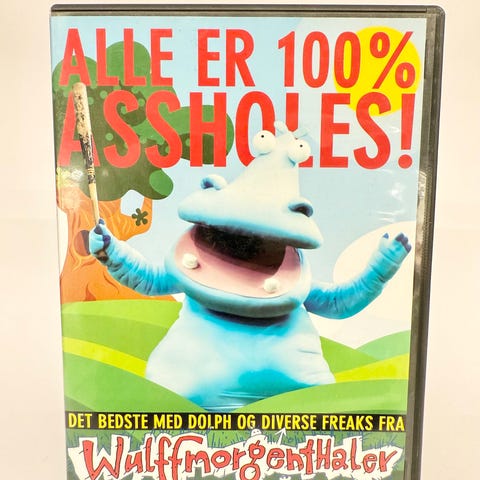 ALLE ER 100%
ASSHOLES!
DET BEDSTE MED DOLPH OG DIVERSE FREAKS FRA
Wulffmorgenthaler